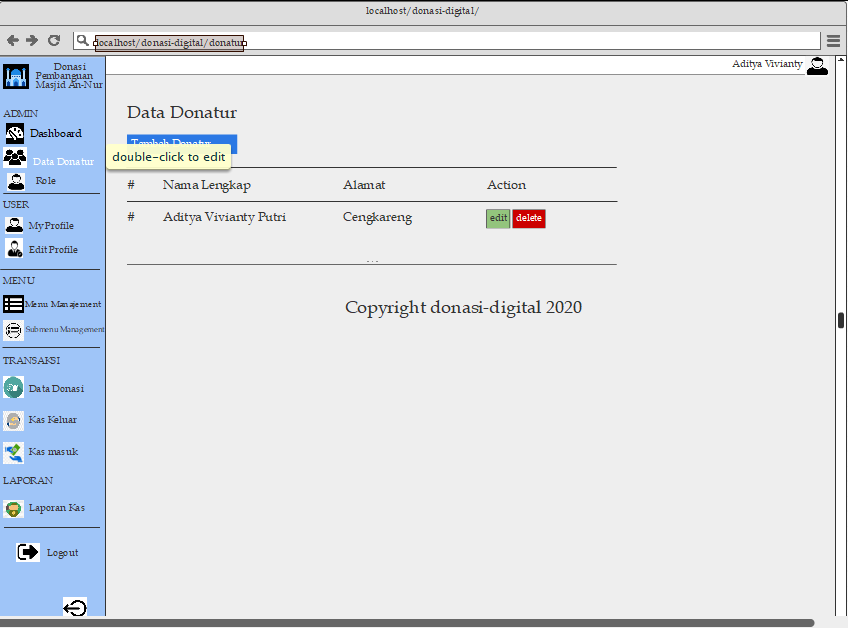 localhost/donasi-digital/
localhost/donasi-digital/donatur
Aditya Vivianty
Donasi
Pembanguan
Masjid An-Nur
ADMIN
Dashboard
Data Donatur
Role
USER
My Profile
Edit Profile
MENU
Menu Manajement
Submenu Management
TRANSAKSI
Data Donasi
Kas Keluar
Kas masuk
LAPORAN
Laporan Kas
Logout
Data Donatur
Tambah Donatur
double-click to edit
# Nama Lengkap Alamat Action
# Aditya Vivianty Putri Cengkareng edit delete
...
Copyright donasi-digital 2020